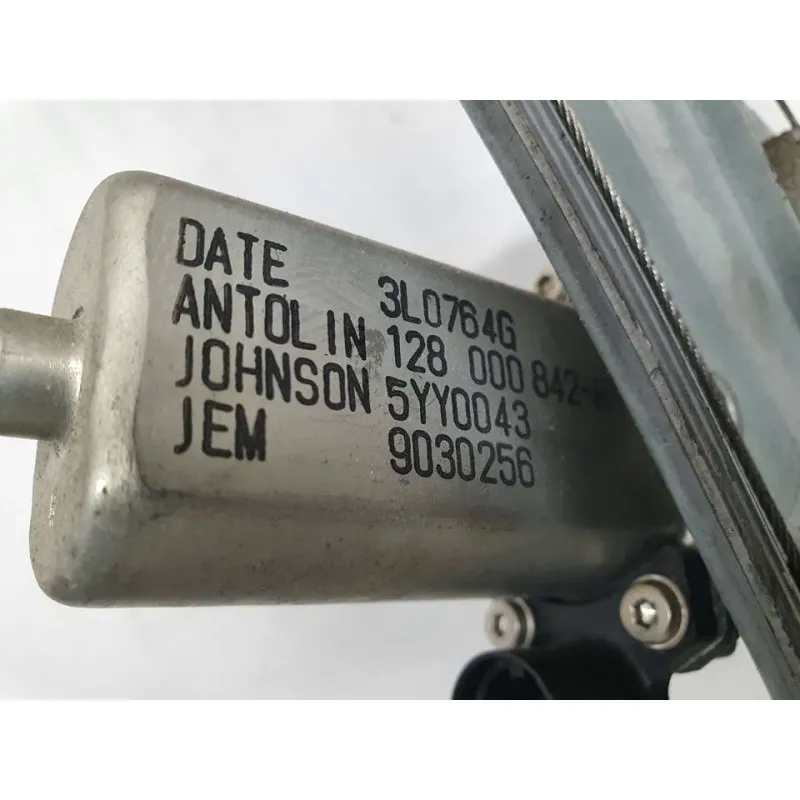 DATE 3L0764G
ANTOLIN 128 000 842-
JOHNSON 5YY0043
JEM 9030256